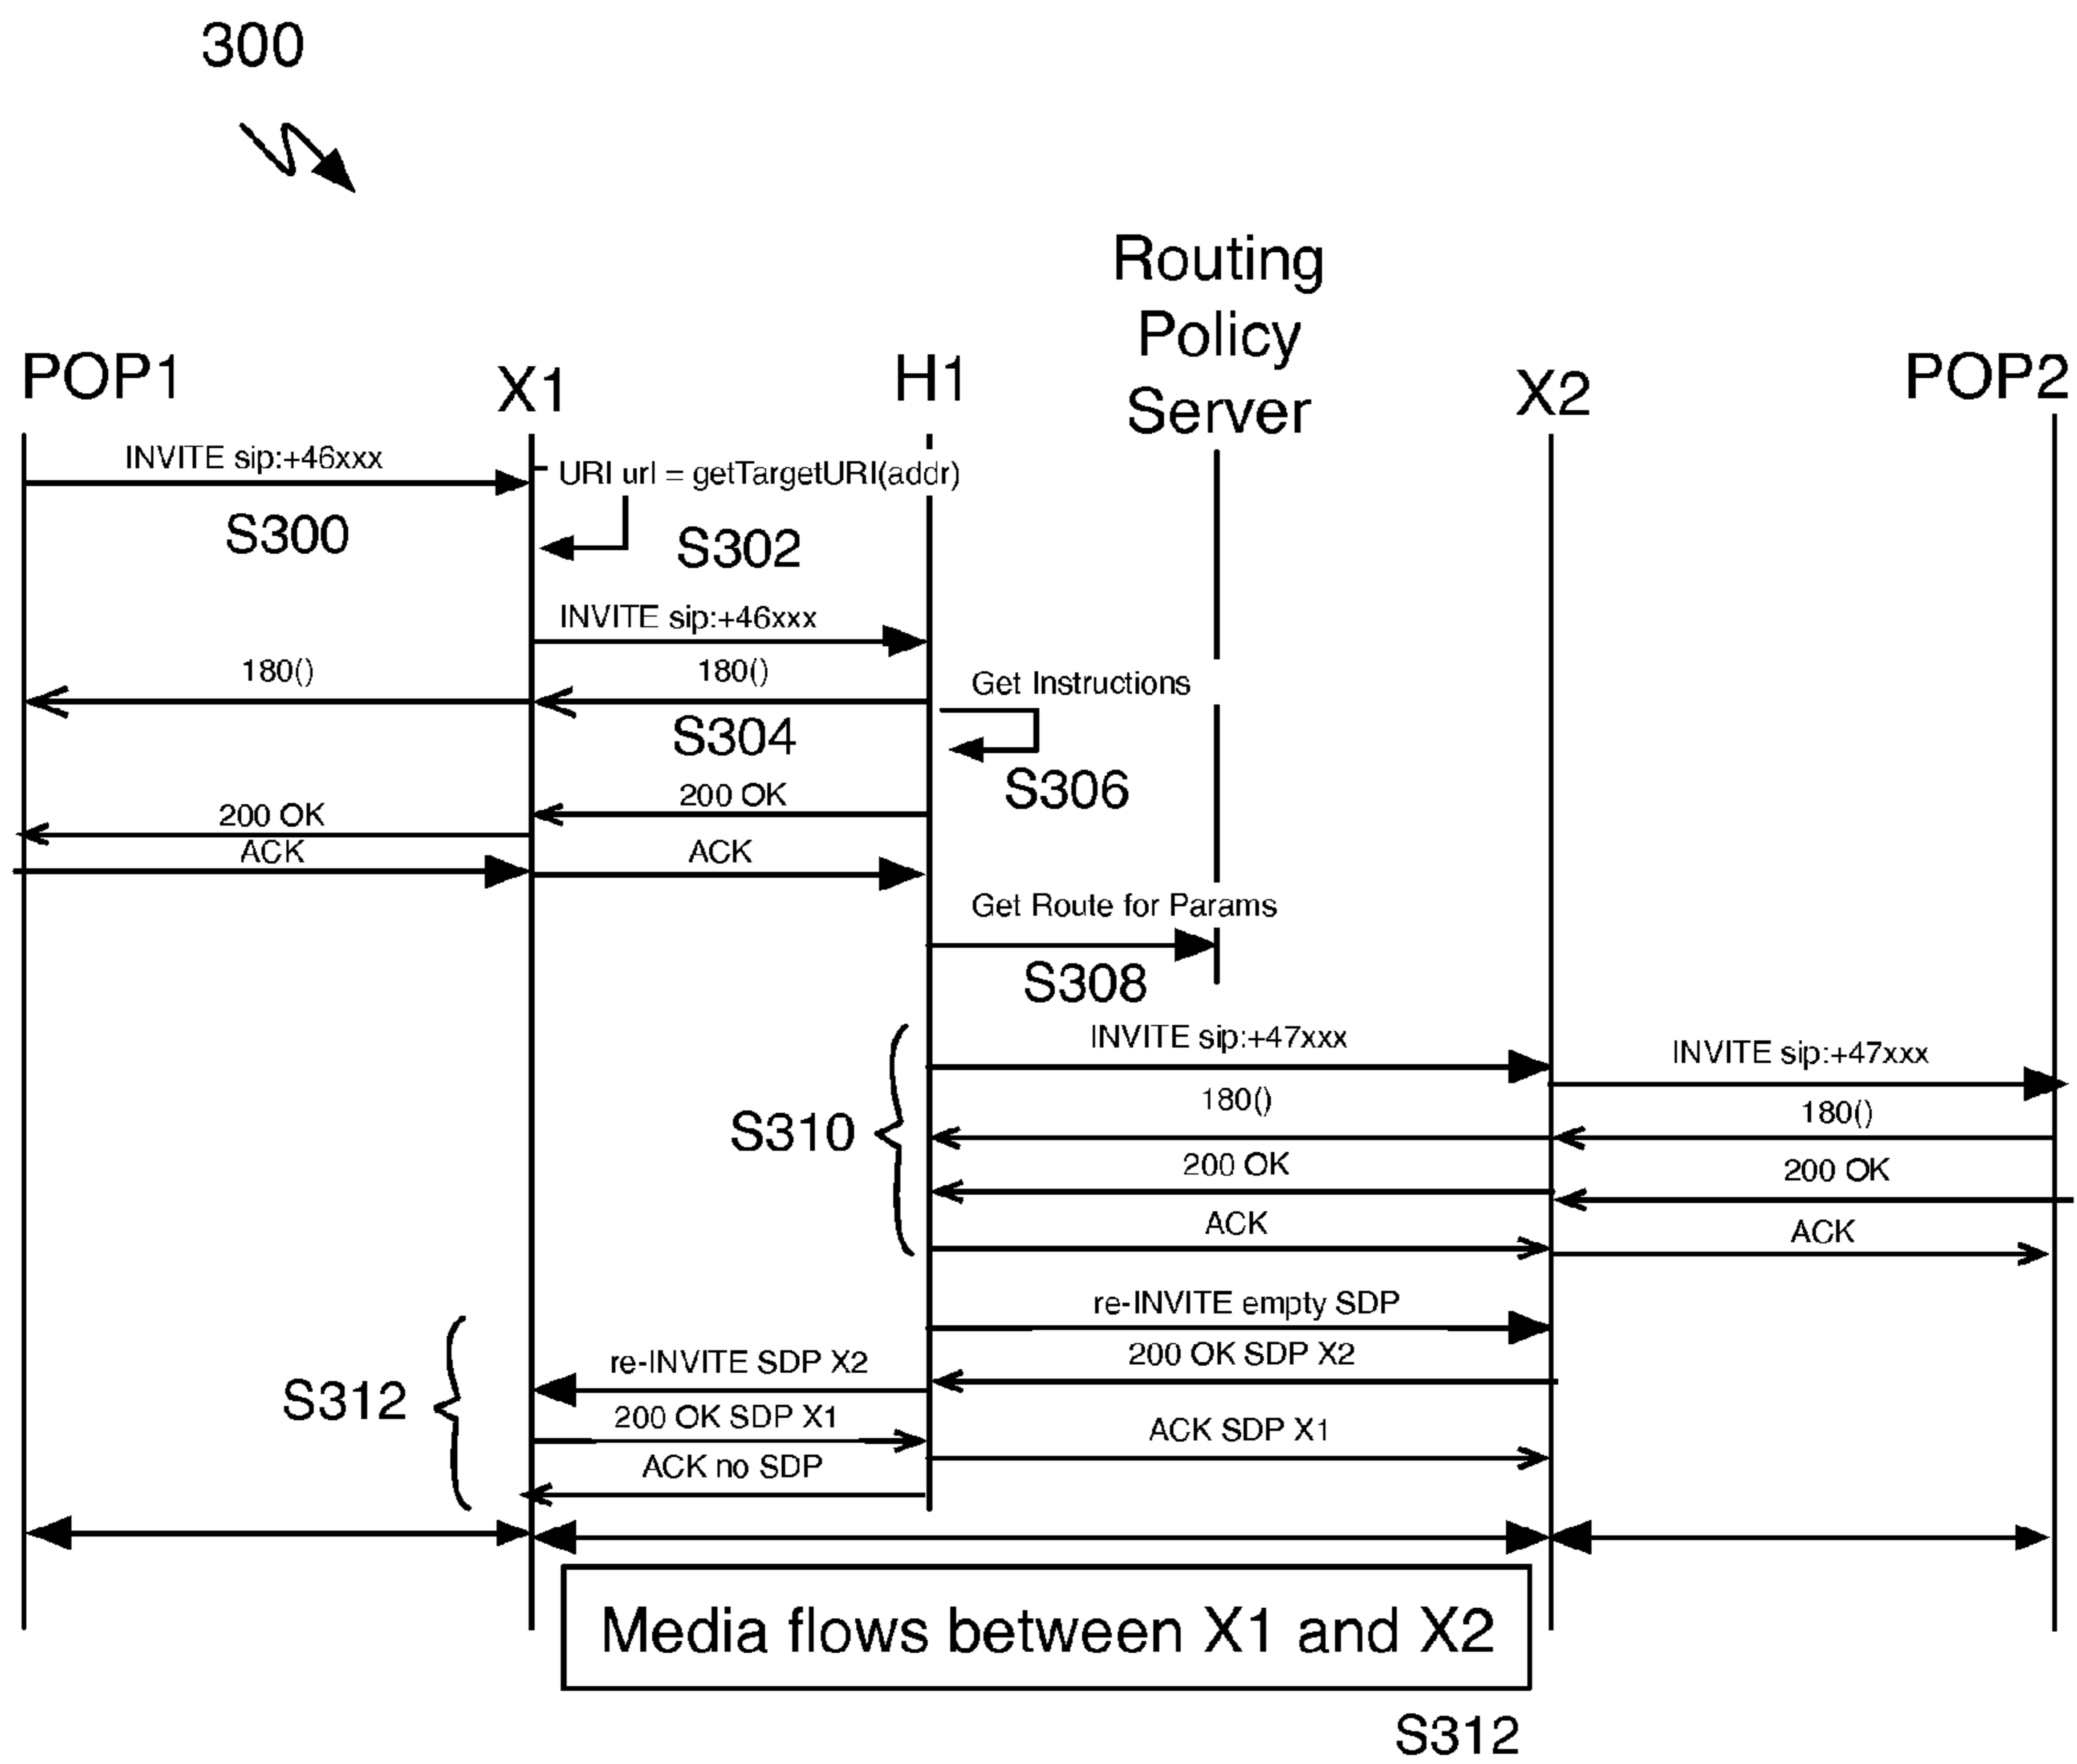 300
Routing
Policy
Server
POP1
X1
H1
X2
POP2
INVITE sip:+46xxx
URI url = getTargetURI(addr)
S300
S302
INVITE sip:+46xxx
180()
180()
Get Instructions
S304
S306
200 OK
200 OK
ACK
ACK
Get Route for Params
S308
INVITE sip:+47xxx
INVITE sip:+47xxx
180()
180()
S310
200 OK
200 OK
ACK
ACK
re-INVITE empty SDP
200 OK SDP X2
re-INVITE SDP X2
S312
200 OK SDP X1
ACK SDP X1
ACK no SDP
Media flows between X1 and X2
S312